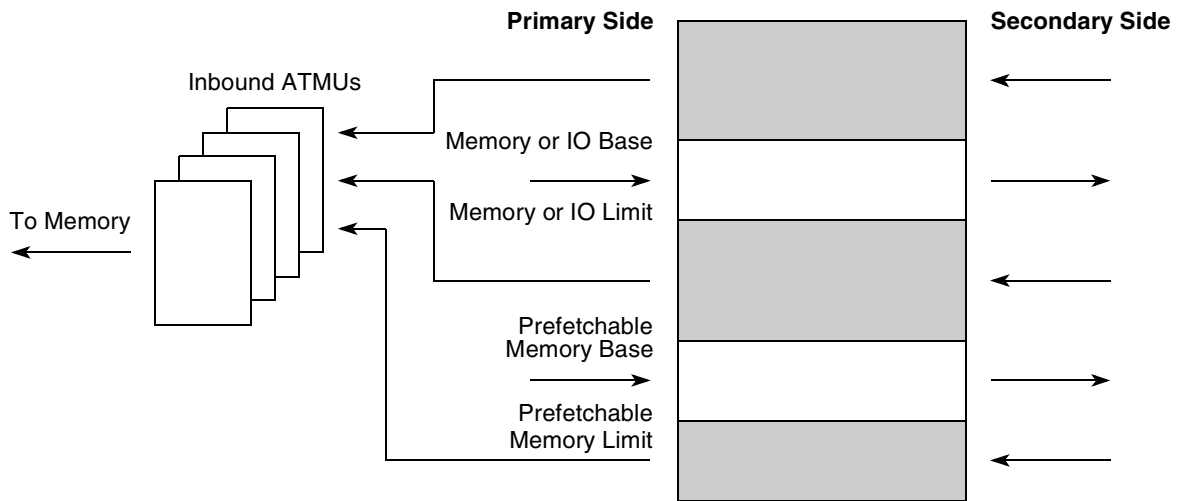 Primary Side
Secondary Side
Inbound ATMUs
Memory or IO Base
Memory or IO Limit
To Memory
Prefetchable
Memory Base
Prefetchable
Memory Limit